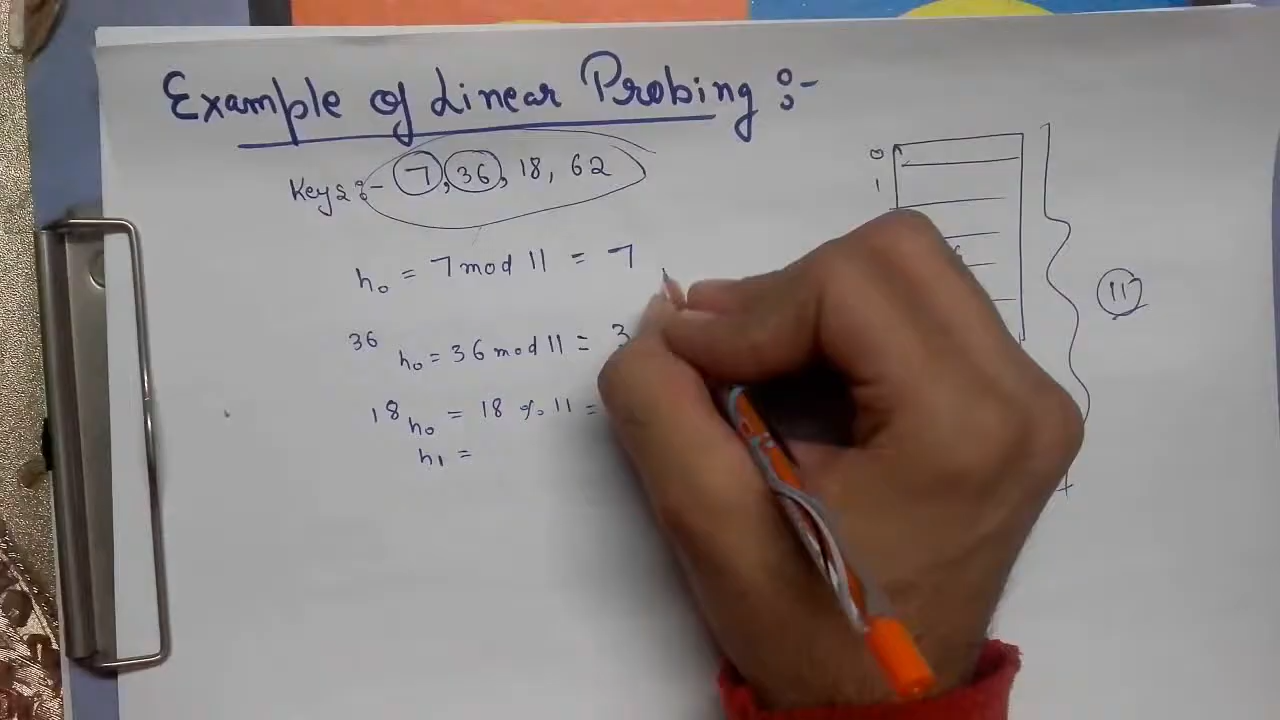 Example of Linear Probing :-
Keys :- 7, 36, 18, 62
h0 = 7 mod 11 = 7
36
h0 = 36 mod 11 = 3
18 h0 = 18 % 11 =
h1 =
0
1
11